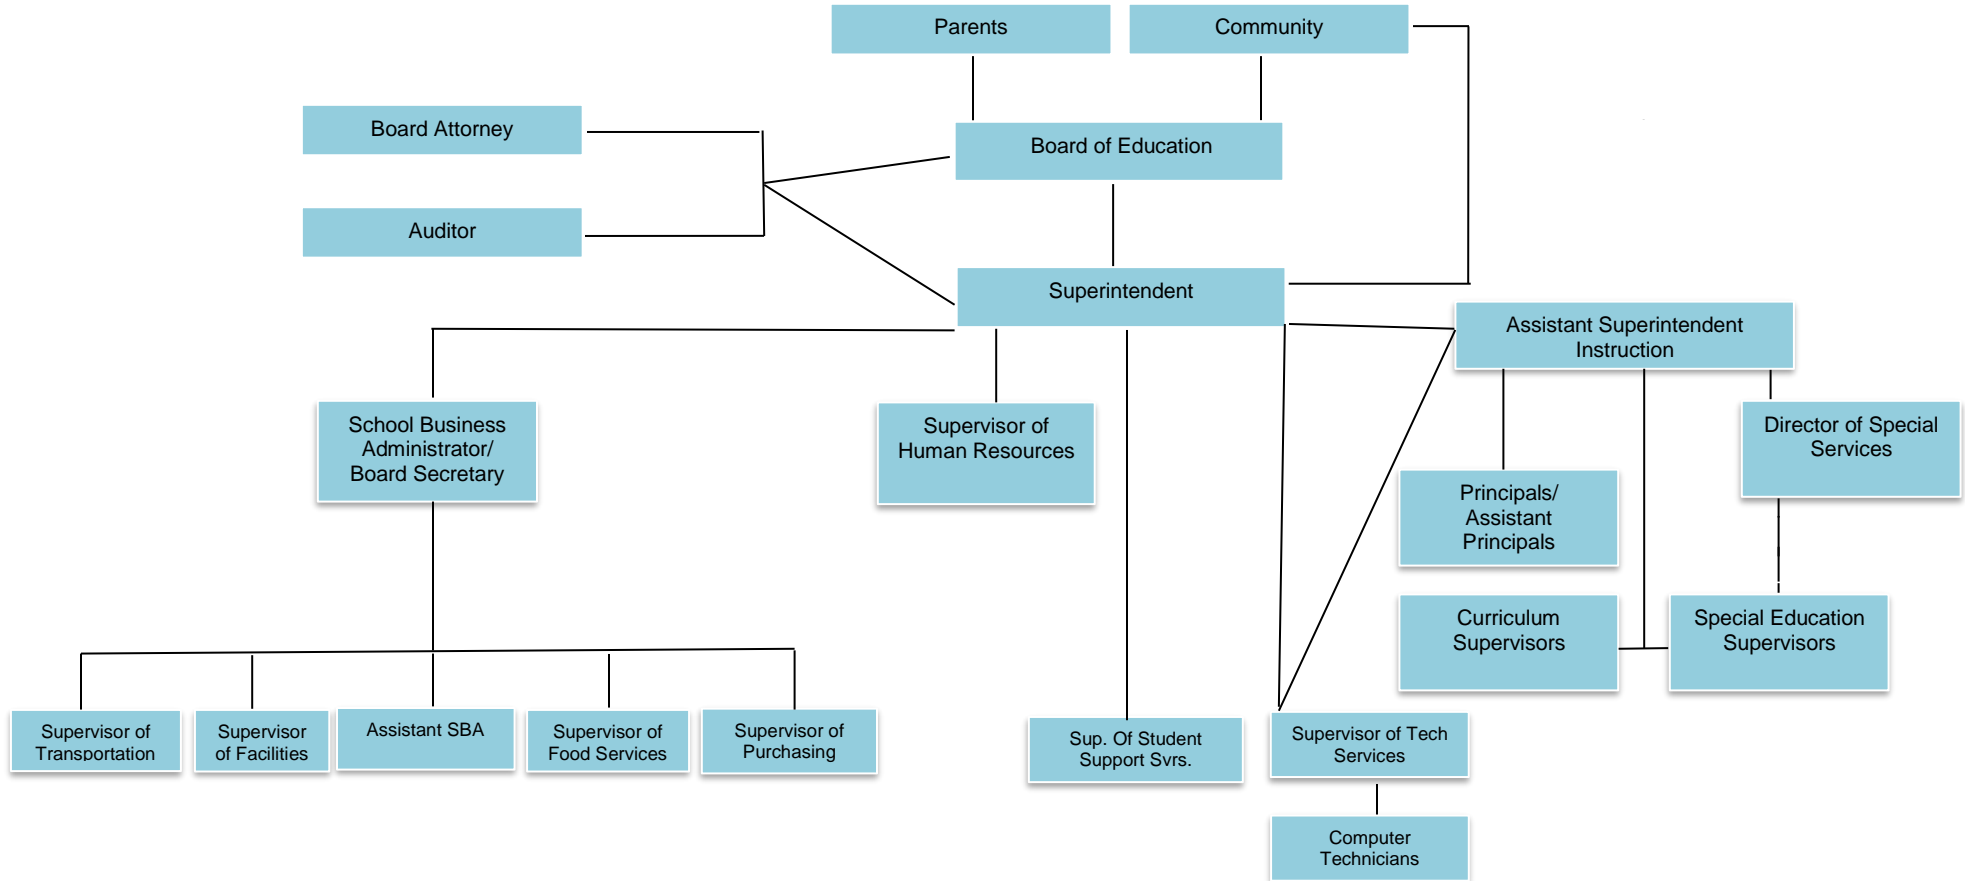 Parents
Community
Board Attorney
Board of Education
Auditor
Superintendent
Assistant Superintendent
Instruction
School Business
Administrator/
Board Secretary
Supervisor of
Human Resources
Director of Special
Services
Principals/
Assistant
Principals
Curriculum
Supervisors
Special Education
Supervisors
Supervisor of
Transportation
Supervisor
of Facilities
Assistant SBA
Supervisor of
Food Services
Supervisor of
Purchasing
Sup. Of Student
Support Svrs.
Supervisor of Tech
Services
Computer
Technicians